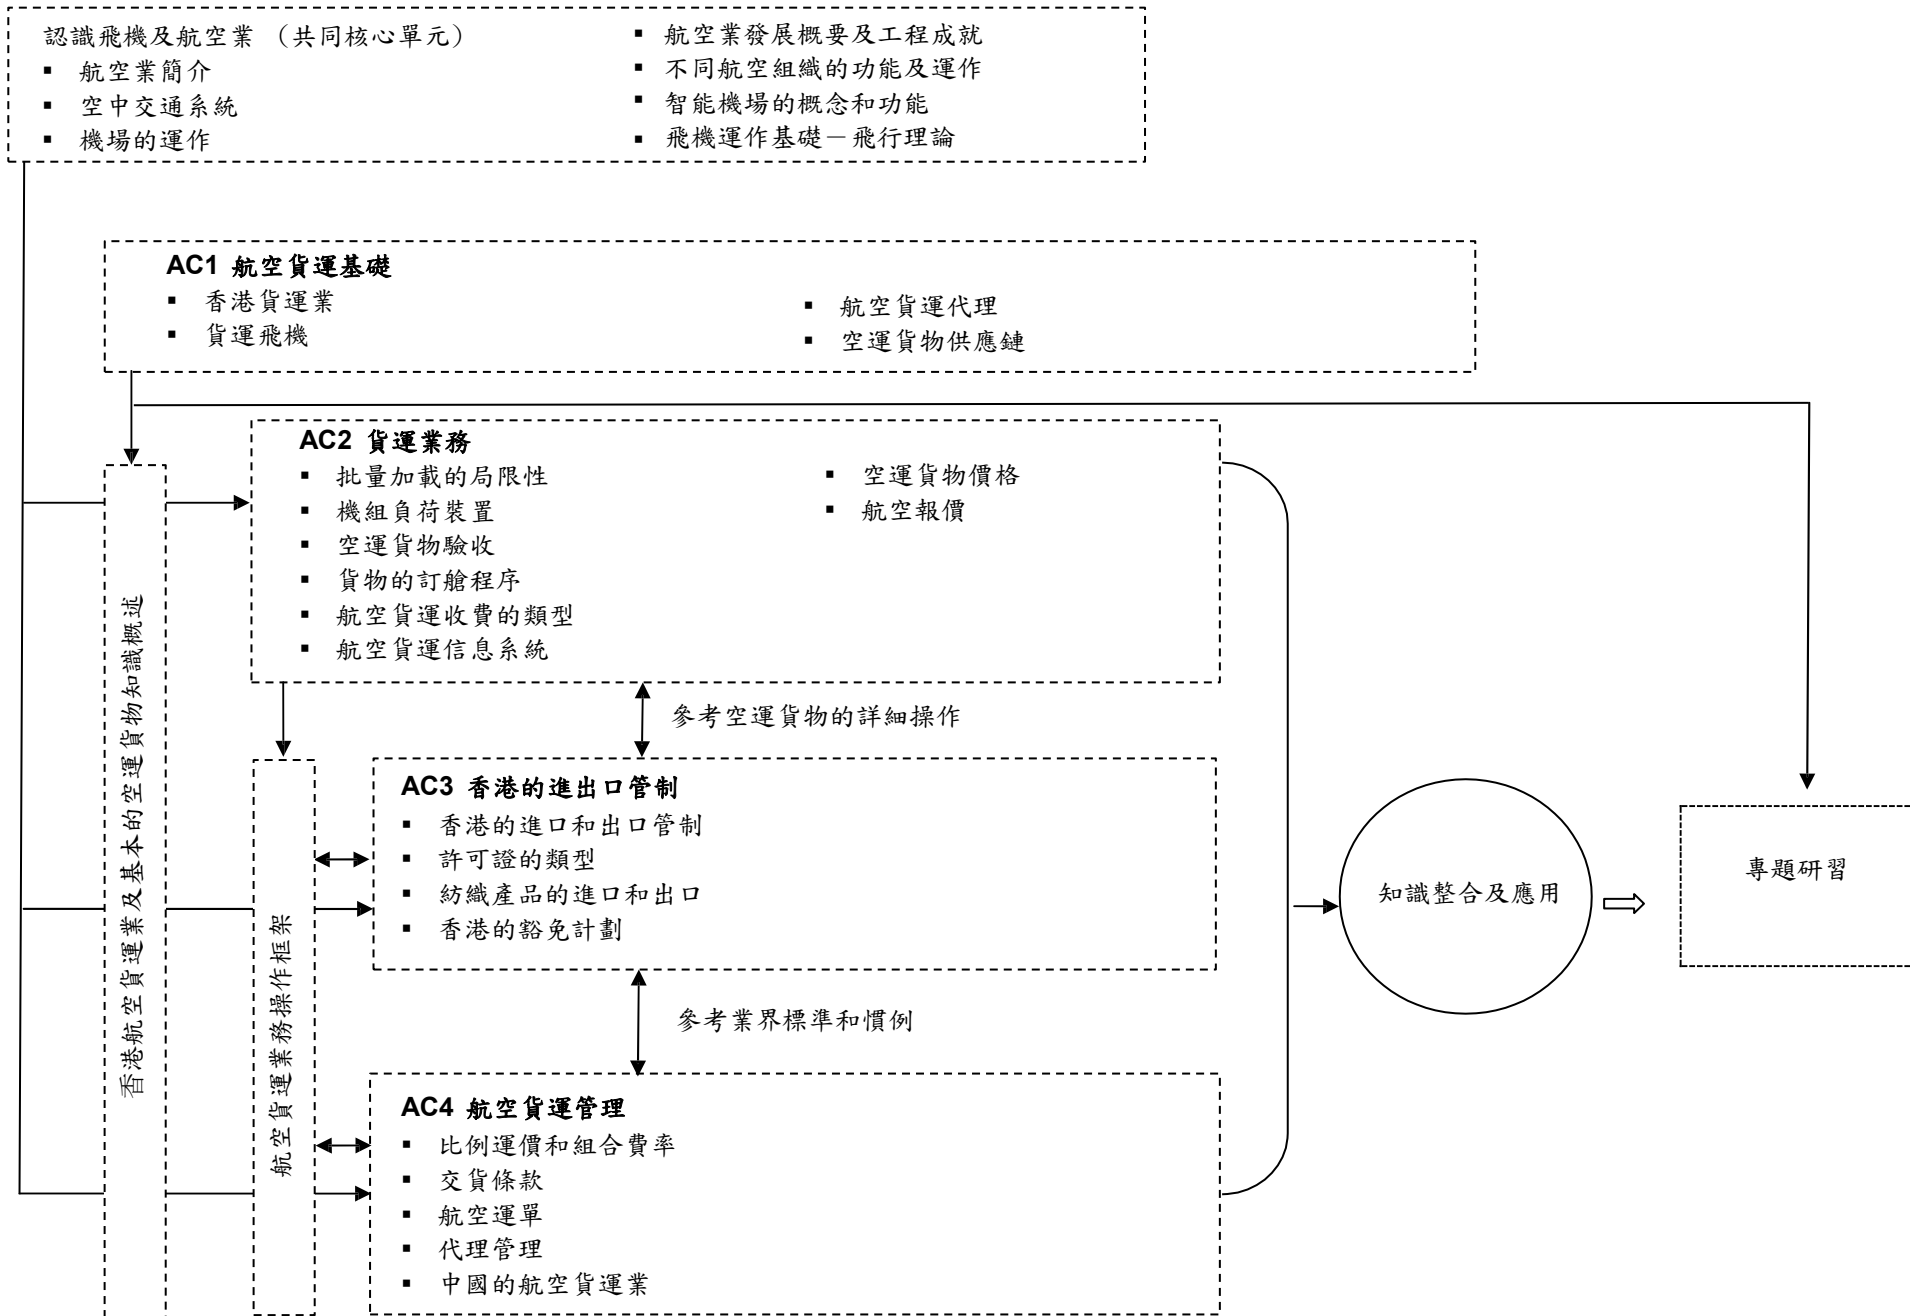 認識飛機及航空業 （共同核心單元）
▪ 航空業簡介
▪ 空中交通系統
▪ 機場的運作
▪ 航空業發展概要及工程成就
▪ 不同航空組織的功能及運作
▪ 智能機場的概念和功能
▪ 飛機運作基礎－飛行理論
AC1 航空貨運基礎
▪ 香港貨運業
▪ 貨運飛機
▪ 航空貨運代理
▪ 空運貨物供應鏈
AC2 貨運業務
▪ 批量加載的局限性
▪ 機組負荷裝置
▪ 空運貨物驗收
▪ 貨物的訂艙程序
▪ 航空貨運收費的類型
▪ 航空貨運信息系統
▪ 空運貨物價格
▪ 航空報價
香港航空貨運業及基本的空運貨物知識概述
參考空運貨物的詳細操作
航空貨運業務操作框架
AC3 香港的進出口管制
▪ 香港的進口和出口管制
▪ 許可證的類型
▪ 紡織產品的進口和出口
▪ 香港的豁免計劃
參考業界標準和慣例
AC4 航空貨運管理
▪ 比例運價和組合費率
▪ 交貨條款
▪ 航空運單
▪ 代理管理
▪ 中國的航空貨運業
知識整合及應用
專題研習